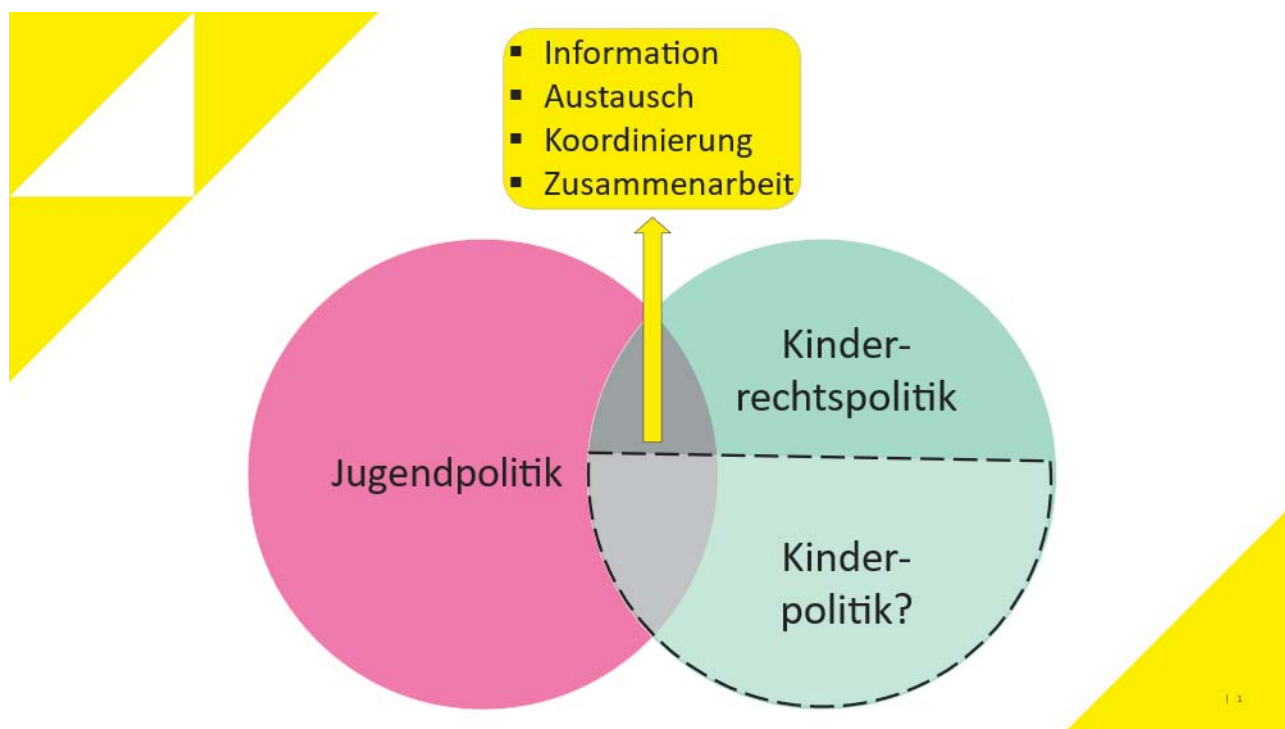 ▪ Information
▪ Austausch
▪ Koordinierung
▪ Zusammenarbeit
Jugendpolitik
Kinder-
rechtspolitik
Kinder-
politik?
| 1